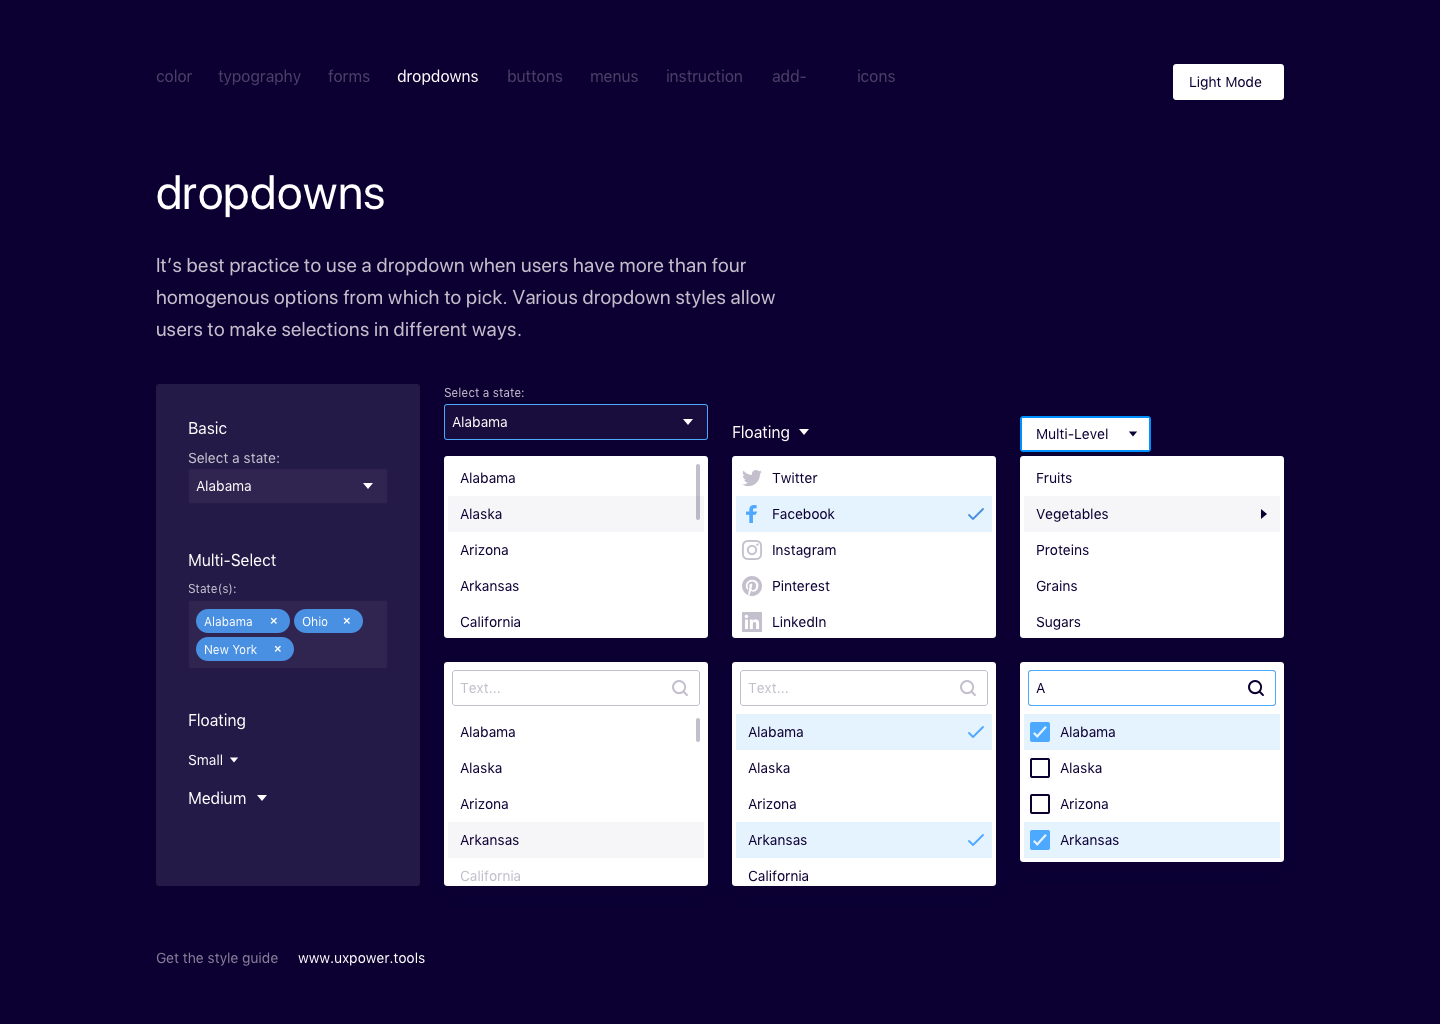 color typography forms dropdowns buttons menus instruction add- icons
Light Mode
dropdowns
It's best practice to use a dropdown when users have more than four
homogenous options from which to pick. Various dropdown styles allow
users to make selections in different ways.
Basic
Select a state:
Alabama
Multi-Select
State(s):
Alabama × Ohio ×
New York ×
Floating
Small
Medium
Select a state:
Alabama
Alabama
Alaska
Arizona
Arkansas
California
Floating
Twitter
Facebook
Instagram
Pinterest
LinkedIn
Multi-Level
Fruits
Vegetables
Proteins
Grains
Sugars
Text...
Alabama
Alaska
Arizona
Arkansas
California
Text...
Alabama
Alaska
Arizona
Arkansas
California
A
Alabama
Alaska
Arizona
Arkansas
Get the style guide www.uxpower.tools